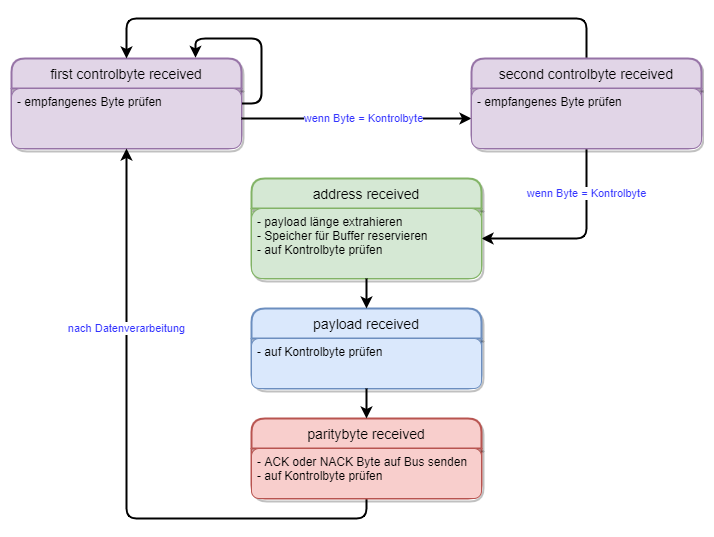 first controlbyte received
- empfangenes Byte prüfen
wenn Byte = Kontrolbyte
second controlbyte received
- empfangenes Byte prüfen
wenn Byte = Kontrolbyte
address received
- payload länge extrahieren
- Speicher für Buffer reservieren
- auf Kontrolbyte prüfen
payload received
- auf Kontrolbyte prüfen
nach Datenverarbeitung
paritybyte received
- ACK oder NACK Byte auf Bus senden
- auf Kontrolbyte prüfen